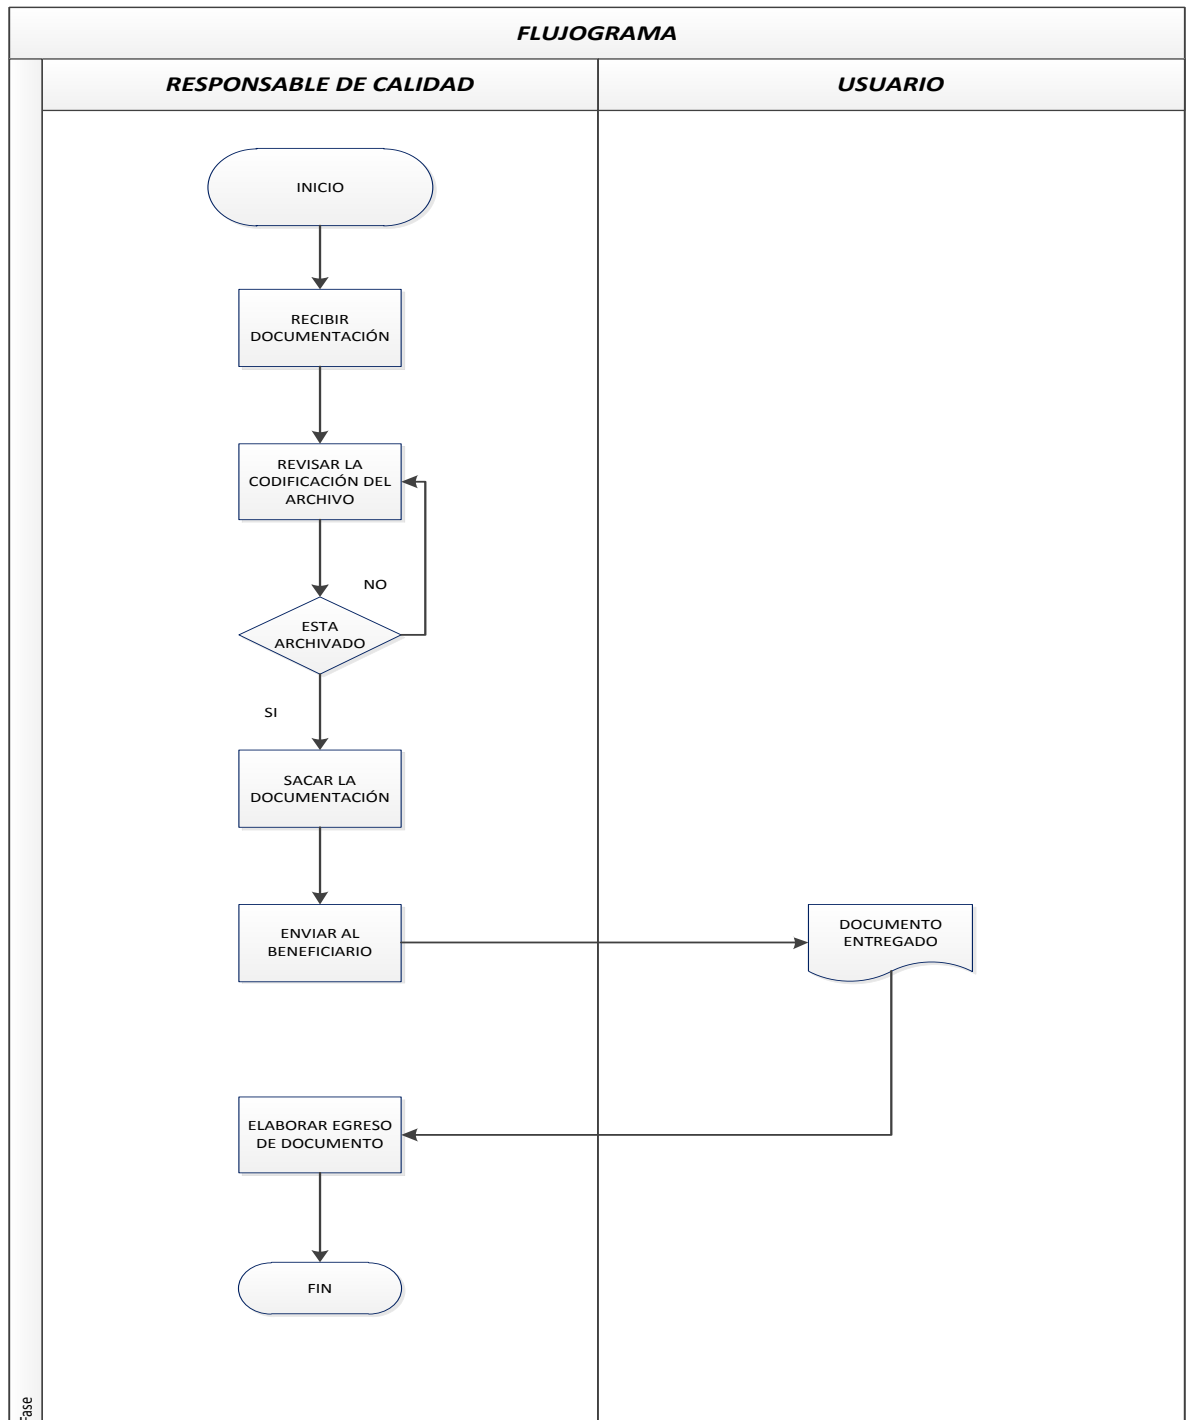 FLUJOGRAMA
RESPONSABLE DE CALIDAD
USUARIO
INICIO
RECIBIR
DOCUMENTACIÓN
REVISAR LA
CODIFICACIÓN DEL
ARCHIVO
NO
ESTA
ARCHIVADO
SI
SACAR LA
DOCUMENTACIÓN
ENVIAR AL
BENEFICIARIO
DOCUMENTO
ENTREGADO
ELABORAR EGRESO
DE DOCUMENTO
FIN
Fase